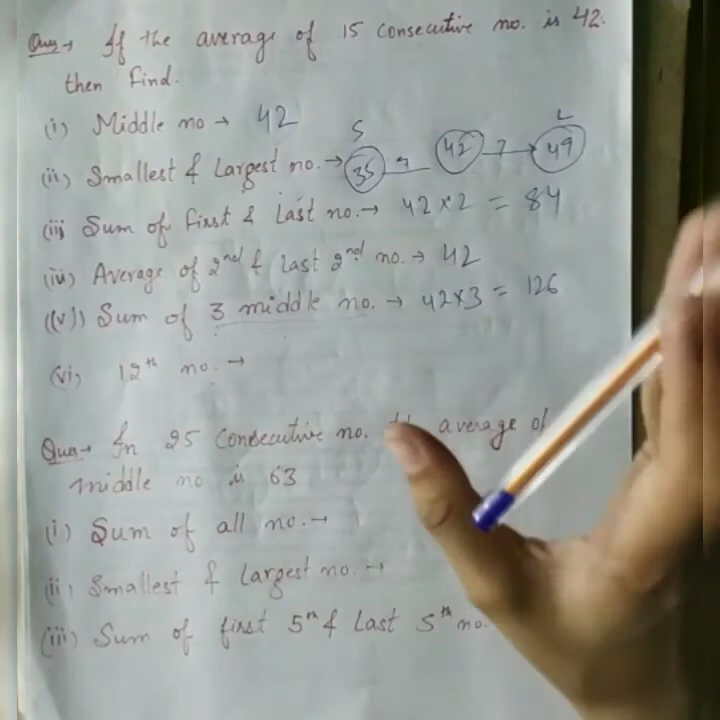 Que→ If the average of 15 consecutive no. is 42.
then find.
(i) Middle no → 42
S L
(ii) Smallest & Largest no.→ 35 7 42 7 → 49
(iii) Sum of first & Last no.→ 42×2 = 84
(iv) Average of 2nd & last 2nd no.→ 42
(v) Sum of 3 middle no. → 42×3 = 126
(vi) 12th no.→
Que→ In 25 Consecutive no. average of
middle no is 63
(i) Sum of all no.→
(ii) Smallest & Largest no.→
(iii) Sum of first 5th & Last 5th no.